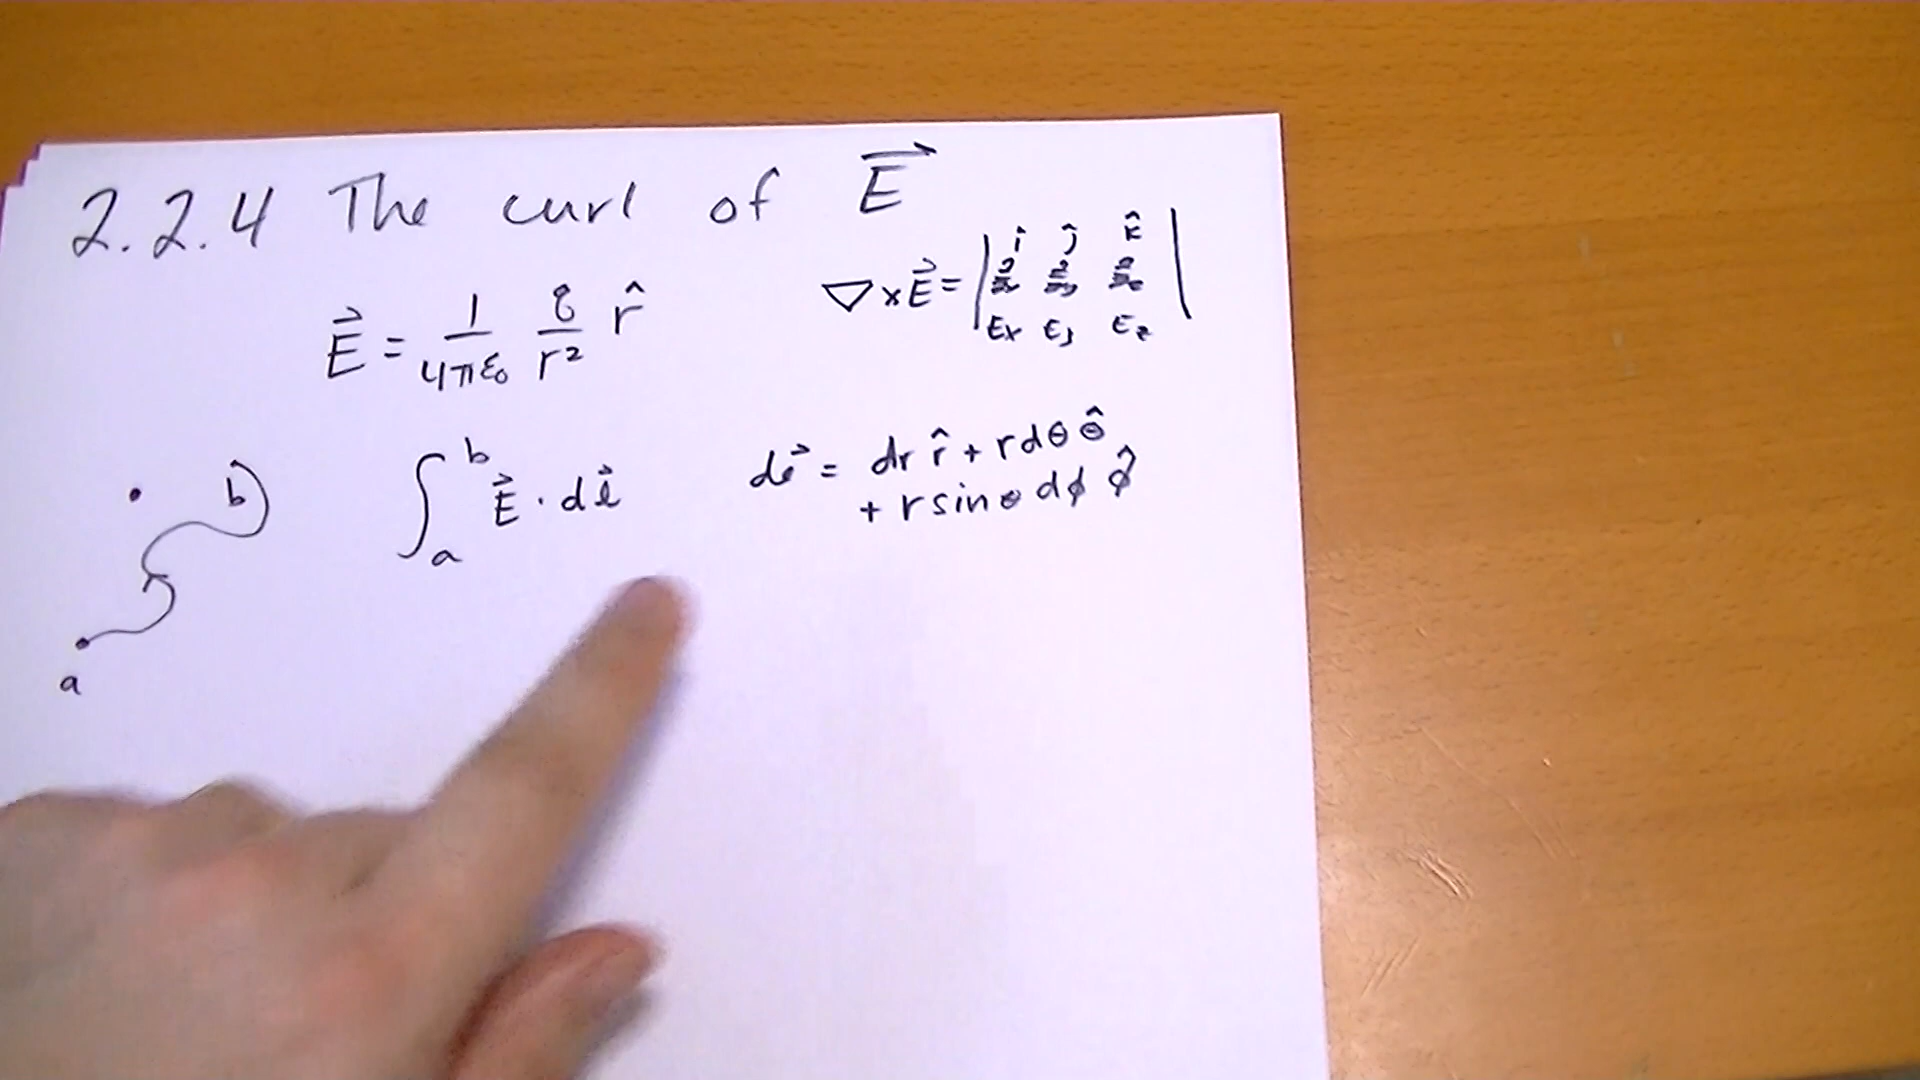 2.2.4 The curl of E⃗
E⃗ = 1/(4πε₀) q/r² r̂
∇×E⃗ = | î ĵ k̂
∂/∂x ∂/∂y ∂/∂z
Ex Ey Ez |
b
∫ₐᵇ E⃗ · dl⃗
dl⃗ = dr r̂ + r dθ θ̂
+ r sinθ dϕ ϕ̂
a